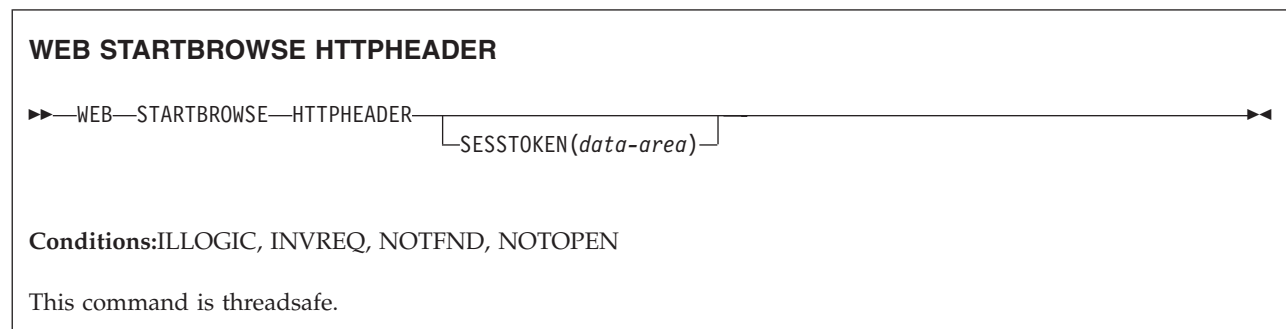 WEB STARTBROWSE HTTPHEADER
WEB STARTBROWSE HTTPHEADER
SESSTOKEN(data-area)
Conditions:ILLOGIC, INVREQ, NOTFND, NOTOPEN
This command is threadsafe.